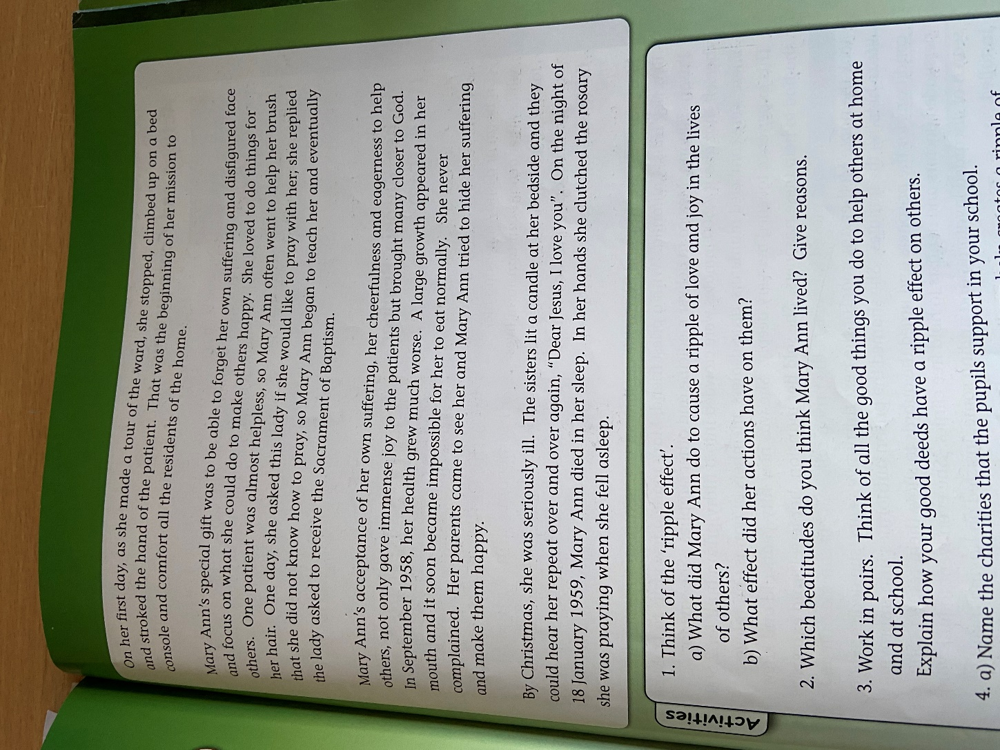 On her first day, as she made a tour of the ward, she stopped, climbed up on a bed
and stroked the hand of the patient. That was the beginning of her mission to
console and comfort all the residents of the home.
Mary Ann's special gift was to be able to forget her own suffering and disfigured face
and focus on what she could do to make others happy. She loved to do things for
others. One patient was almost helpless, so Mary Ann often went to help her brush
her hair. One day, she asked this lady if she would like to pray with her; she replied
that she did not know how to pray, so Mary Ann began to teach her and eventually
the lady asked to receive the Sacrament of Baptism.
Mary Ann's acceptance of her own suffering, her cheerfulness and eagerness to help
others, not only gave immense joy to the patients but brought many closer to God.
In September 1958, her health grew much worse. A large growth appeared in her
mouth and it soon became impossible for her to eat normally. She never
complained. Her parents came to see her and Mary Ann tried to hide her suffering
and make them happy.
By Christmas, she was seriously ill. The sisters lit a candle at her bedside and they
could hear her repeat over and over again, "Dear Jesus, I love you". On the night of
18 January 1959, Mary Ann died in her sleep. In her hands she clutched the rosary
she was praying when she fell asleep.
Activities
1. Think of the 'ripple effect'.
a) What did Mary Ann do to cause a ripple of love and joy in the lives
of others?
b) What effect did her actions have on them?
2. Which beatitudes do you think Mary Ann lived? Give reasons.
3. Work in pairs. Think of all the good things you do to help others at home
and at school.
Explain how your good deeds have a ripple effect on others.
4. a) Name the charities that the pupils support in your school.
ripple of